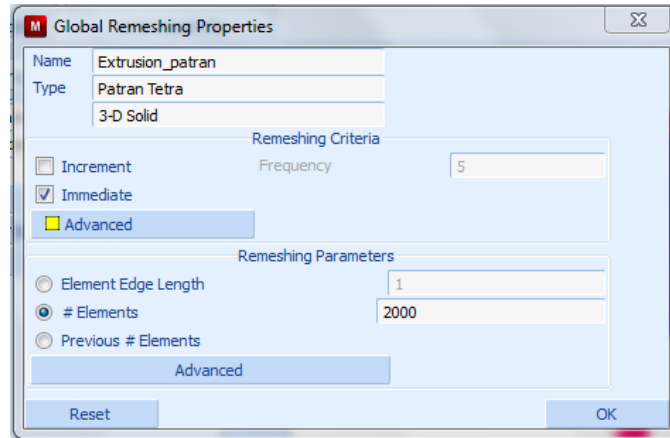 M Global Remeshing Properties
Name Extrusion_patran
Type Patran Tetra
3-D Solid
Remeshing Criteria
Increment Frequency 5
Immediate
Advanced
Remeshing Parameters
Element Edge Length 1
# Elements 2000
Previous # Elements
Advanced
Reset OK